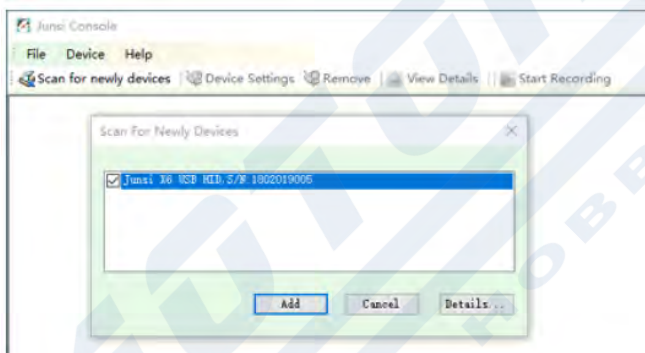 Junsi Console
File Device Help
Scan for newly devices Device Settings Remove View Details Start Recording
Scan For Newly Devices
Junsi X6 USB HID, S/N:1802019005
Add Cancel Details...
HOBB